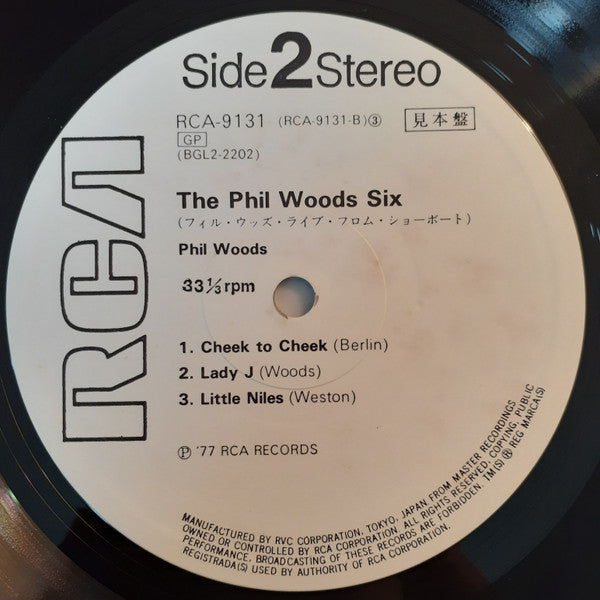 Side 2 Stereo
RCA-9131 (RCA-9131-B)③ 見本盤
GP
(BGL2-2202)
The Phil Woods Six
(フィル・ウッズ・ライブ・フロム・ショーボート)
Phil Woods
33⅓ rpm
RCA
1. Cheek to Cheek (Berlin)
2. Lady J (Woods)
3. Little Niles (Weston)
Ⓟ '77 RCA RECORDS
MANUFACTURED BY RVC CORPORATION, TOKYO, JAPAN FROM MASTER RECORDINGS
OWNED OR CONTROLLED BY RCA CORPORATION. ALL RIGHTS RESERVED, COPYING, PUBLIC
PERFORMANCE, BROADCASTING OF THESE RECORDS ARE FORBIDDEN. TM(S) ® REG MARCA(S)
REGISTRADA(S) USED BY AUTHORITY OF RCA CORPORATION.